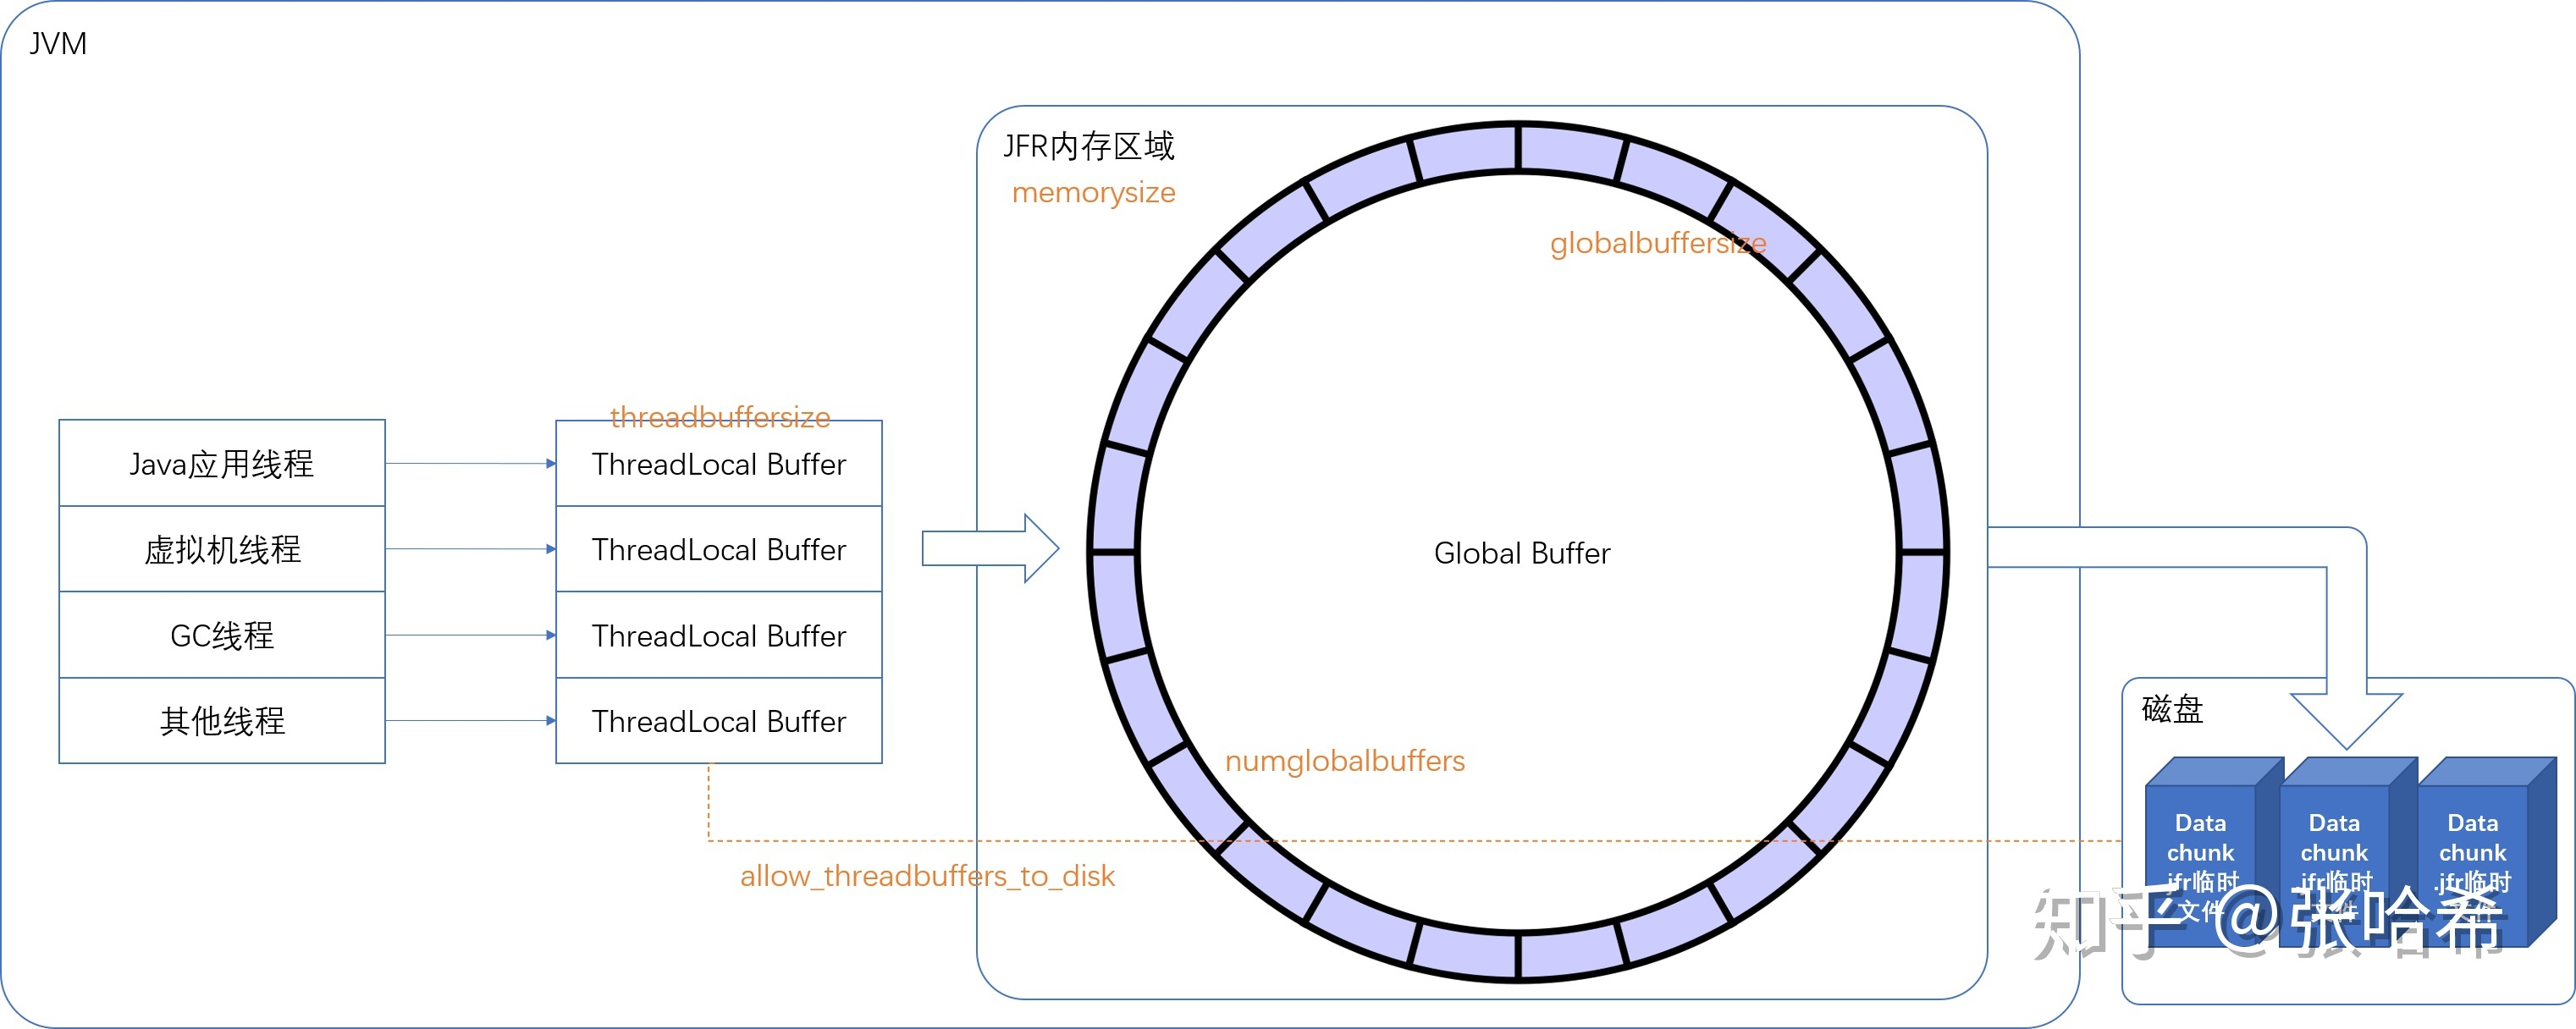 JVM
JFR内存区域
memorysize
globalbuffersize
threadbuffersize
Java应用线程
ThreadLocal Buffer
虚拟机线程
ThreadLocal Buffer
Global Buffer
GC线程
ThreadLocal Buffer
其他线程
ThreadLocal Buffer
numglobalbuffers
allow_threadbuffers_to_disk
磁盘
Data
chunk
.jfr临时
文件
Data
chunk
.jfr临时
文件
Data
chunk
.jfr临时
知乎 @张哈希